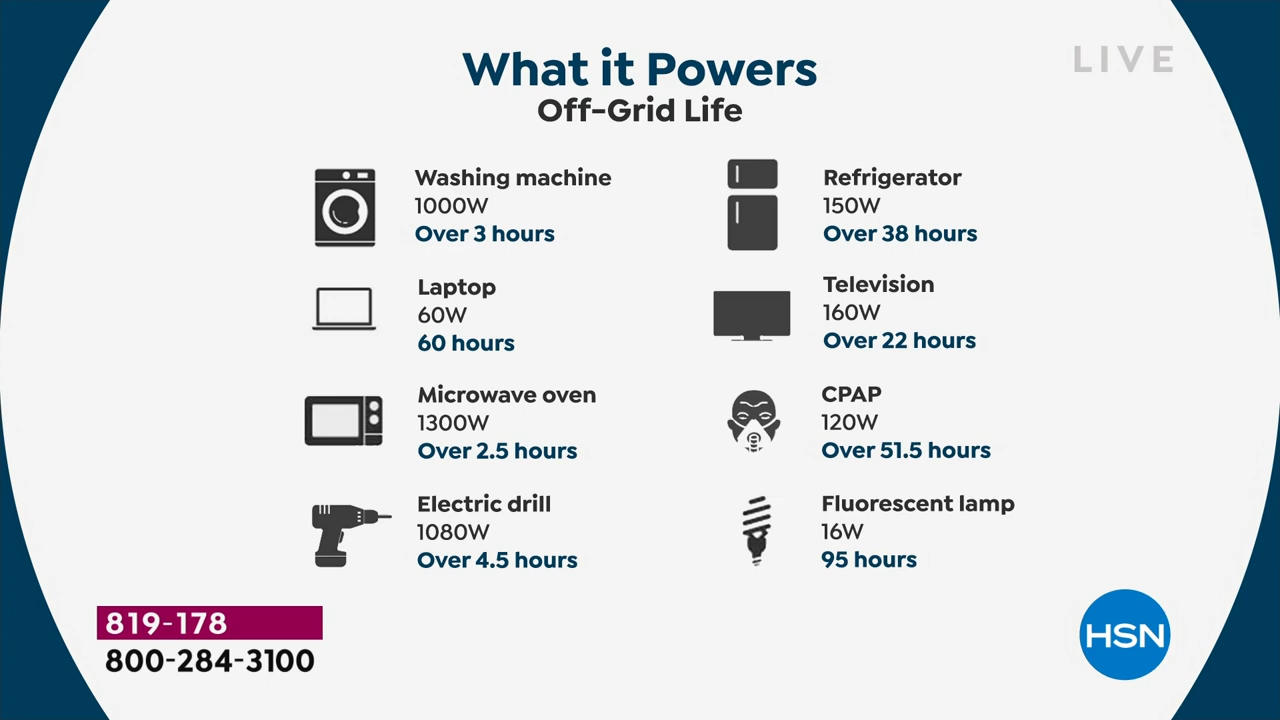 What it Powers
Off-Grid Life
LIVE
Washing machine
1000W
Over 3 hours
Refrigerator
150W
Over 38 hours
Laptop
60W
60 hours
Television
160W
Over 22 hours
Microwave oven
1300W
Over 2.5 hours
CPAP
120W
Over 51.5 hours
Electric drill
1080W
Over 4.5 hours
Fluorescent lamp
16W
95 hours
819-178
800-284-3100
HSN